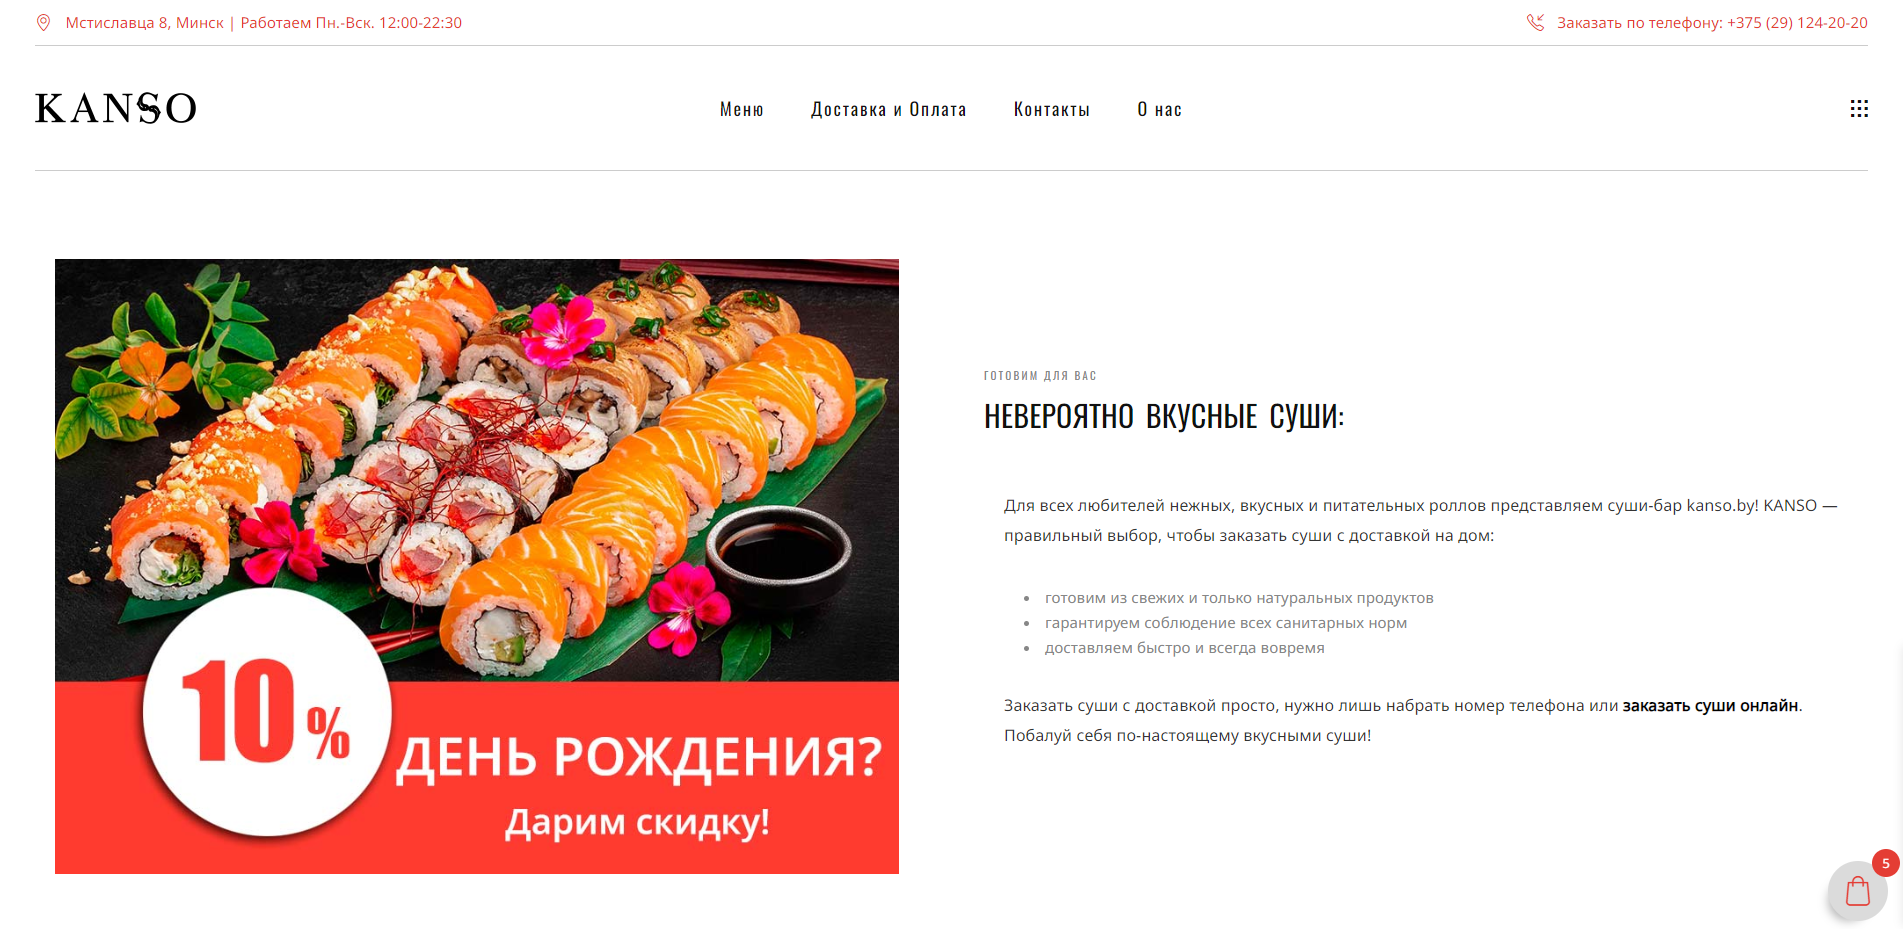 Мстиславца 8, Минск | Работаем Пн.-Вск. 12:00-22:30
Заказать по телефону: +375 (29) 124-20-20
KANSO
Меню
Доставка и Оплата
Контакты
О нас
10%
ДЕНЬ РОЖДЕНИЯ?
Дарим скидку!
ГОТОВИМ ДЛЯ ВАС
НЕВЕРОЯТНО ВКУСНЫЕ СУШИ:
Для всех любителей нежных, вкусных и питательных роллов представляем суши-бар kanso.by! KANSO —
правильный выбор, чтобы заказать суши с доставкой на дом:
• готовим из свежих и только натуральных продуктов
• гарантируем соблюдение всех санитарных норм
• доставляем быстро и всегда вовремя
Заказать суши с доставкой просто, нужно лишь набрать номер телефона или заказать суши онлайн.
Побалуй себя по-настоящему вкусными суши!
5